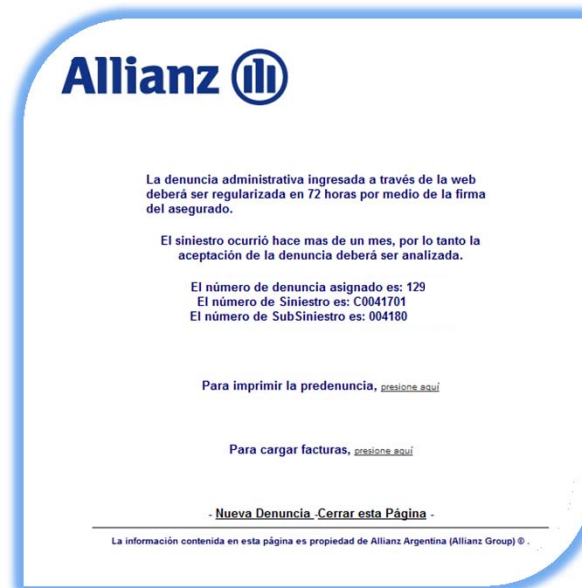 Allianz
La denuncia administrativa ingresada a través de la web
deberá ser regularizada en 72 horas por medio de la firma
del asegurado.
El siniestro ocurrió hace mas de un mes, por lo tanto la
aceptación de la denuncia deberá ser analizada.
El número de denuncia asignado es: 129
El número de Siniestro es: C0041701
El número de SubSiniestro es: 004180
Para imprimir la predenuncia, presione aquí
Para cargar facturas, presione aquí
- Nueva Denuncia -Cerrar esta Página -
La información contenida en esta página es propiedad de Allianz Argentina (Allianz Group) ® .